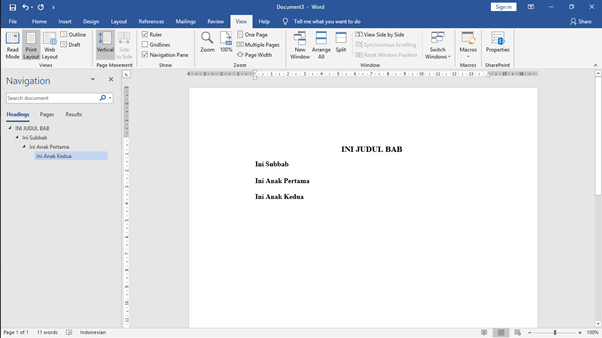 Document3 - Word
Sign in
File Home Insert Design Layout References Mailings Review View Help Tell me what you want to do Share
Read Mode
Print Layout
Web Layout
Outline
Draft
Views
Vertical
Side to Side
Page Movement
Ruler
Gridlines
Navigation Pane
Show
Zoom
100%
One Page
Multiple Pages
Page Width
Zoom
New Window
Arrange All
Split
View Side by Side
Synchronous Scrolling
Reset Window Position
Window
Switch Windows
Macros
Macros
Properties
SharePoint
Navigation
Search document
Headings Pages Results
INI JUDUL BAB
Ini Subbab
Ini Anak Pertama
Ini Anak Kedua
INI JUDUL BAB
Ini Subbab
Ini Anak Pertama
Ini Anak Kedua
Page 1 of 1 11 words Indonesian
100%